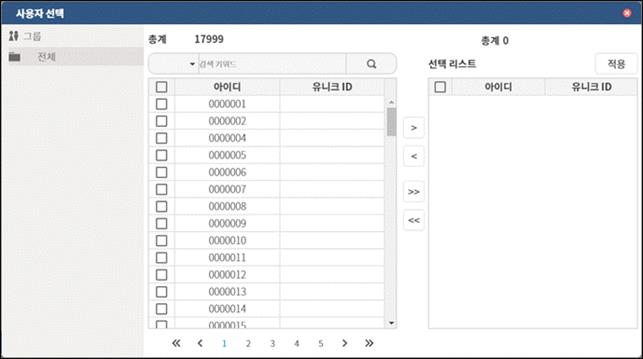 사용자 선택
그룹
전체
총계 17999
검색 키워드
아이디 유니크 ID
0000001
0000002
0000004
0000005
0000006
0000007
0000008
0000009
0000010
0000011
0000012
0000013
0000014
0000015
<< < 1 2 3 4 5 > >>
>
<
>>
<<
총계 0
선택 리스트 적용
아이디 유니크 ID